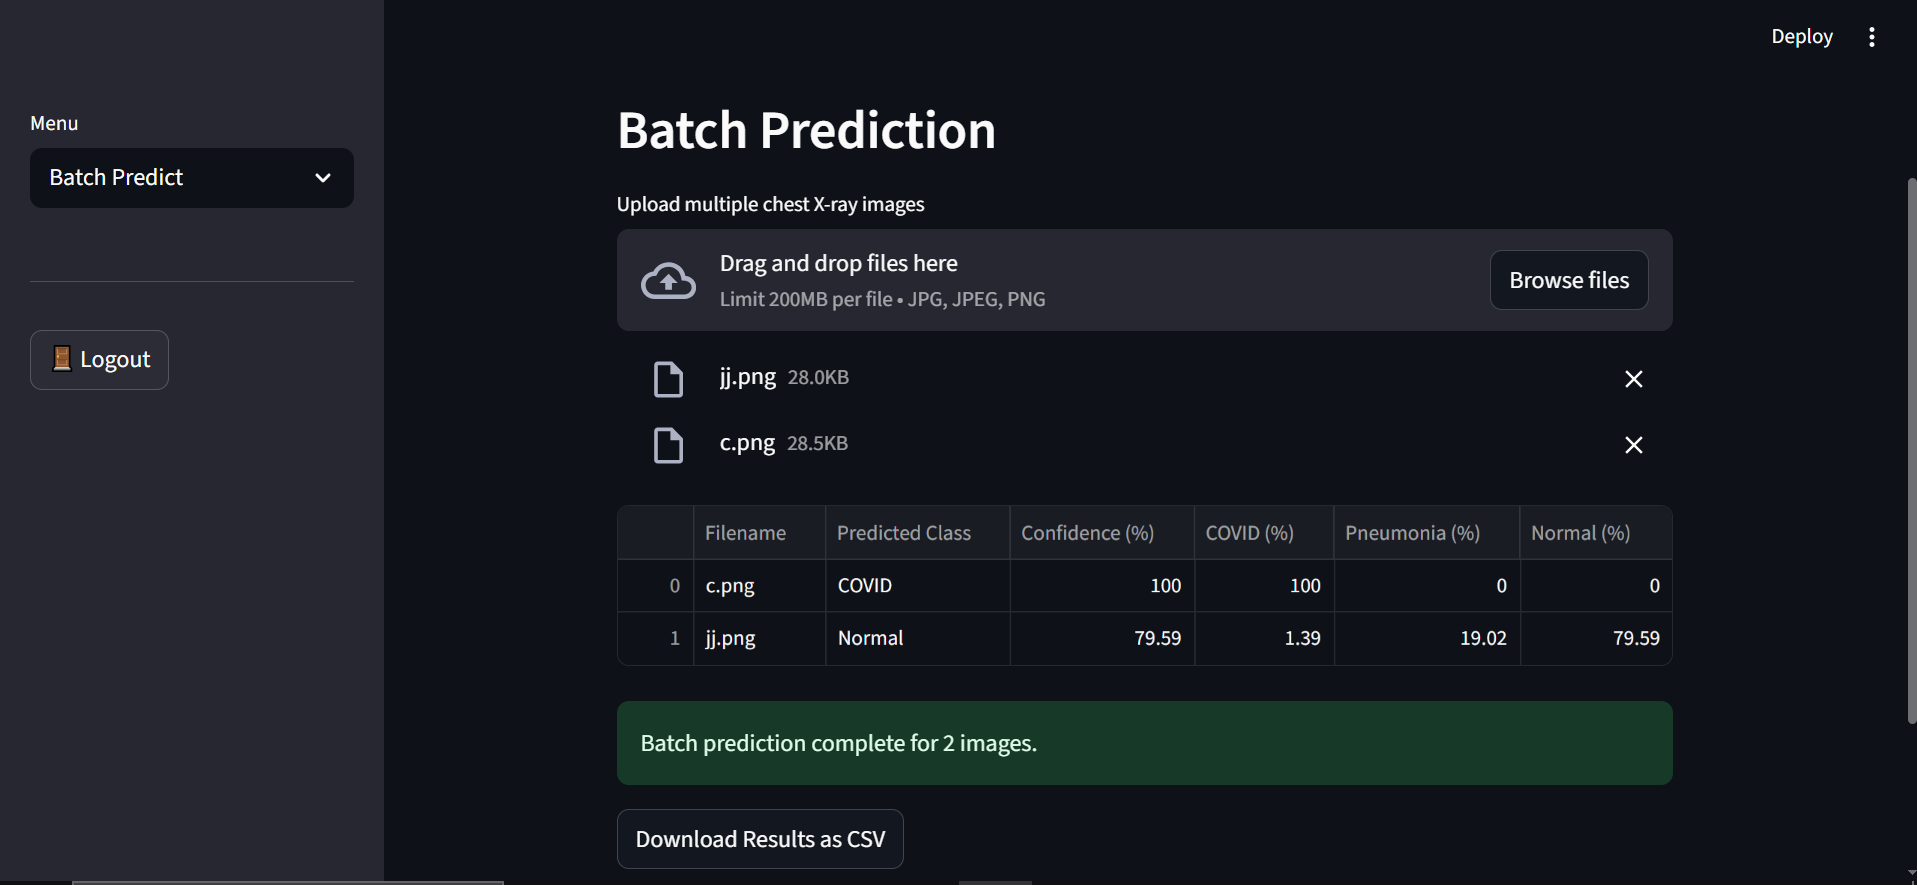 Deploy
Menu
Batch Predict
Logout
Batch Prediction
Upload multiple chest X-ray images
Drag and drop files here
Limit 200MB per file • JPG, JPEG, PNG
Browse files
jj.png 28.0KB
c.png 28.5KB
Filename Predicted Class Confidence (%) COVID (%) Pneumonia (%) Normal (%)
0 c.png COVID 100 100 0 0
1 jj.png Normal 79.59 1.39 19.02 79.59
Batch prediction complete for 2 images.
Download Results as CSV